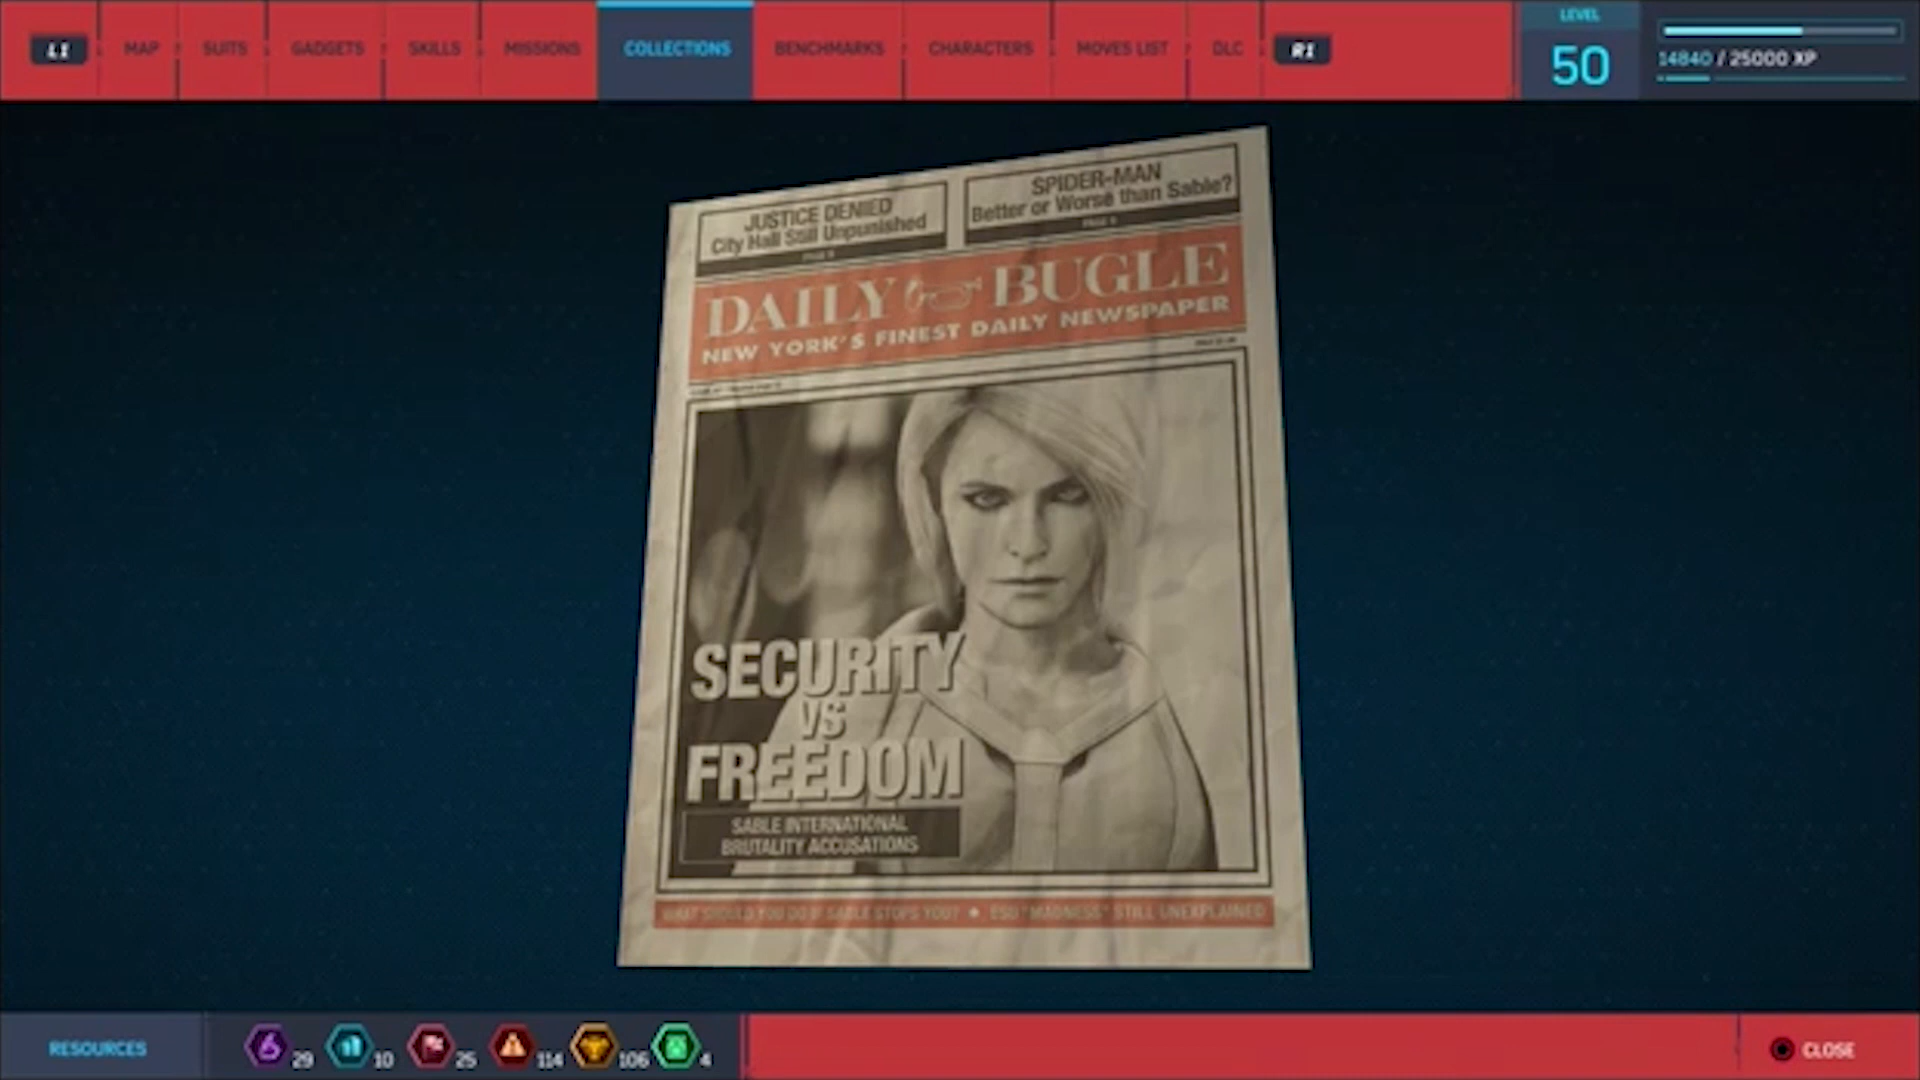 L1
MAP
SUITS
GADGETS
SKILLS
MISSIONS
COLLECTIONS
BENCHMARKS
CHARACTERS
MOVES LIST
DLC
R1
LEVEL
50
14840 / 25000 XP
JUSTICE DENIED
City Hall Still Unpunished
SPIDER-MAN
Better or Worse than Sable?
DAILY BUGLE
NEW YORK'S FINEST DAILY NEWSPAPER
SECURITY
VS
FREEDOM
SABLE INTERNATIONAL
BRUTALITY ACCUSATIONS
WHAT SHOULD YOU DO IF SABLE STOPS YOU? • ESU "MADNESS" STILL UNEXPLAINED
RESOURCES
29
10
25
114
106
4
CLOSE